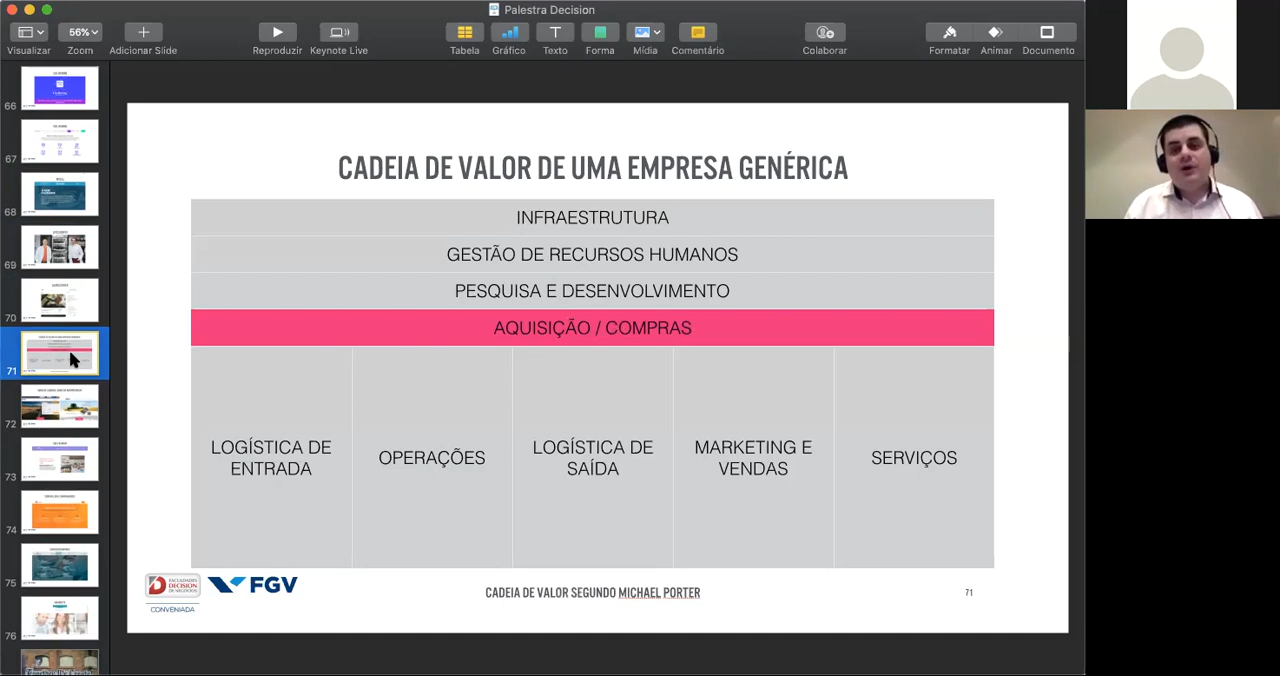 Palestra Decision
56%
Visualizar
Zoom
Adicionar Slide
Reproduzir
Keynote Live
Tabela
Gráfico
Texto
Forma
Mídia
Comentário
Colaborar
Formatar
Animar
Documento
66
67
68
69
70
71
72
73
74
75
76
CADEIA DE VALOR DE UMA EMPRESA GENÉRICA
INFRAESTRUTURA
GESTÃO DE RECURSOS HUMANOS
PESQUISA E DESENVOLVIMENTO
AQUISIÇÃO / COMPRAS
LOGÍSTICA DE
ENTRADA
OPERAÇÕES
LOGÍSTICA DE
SAÍDA
MARKETING E
VENDAS
SERVIÇOS
FACULDADES
DECISION
DE NEGÓCIOS
FGV
CONVENIADA
CADEIA DE VALOR SEGUNDO MICHAEL PORTER
71